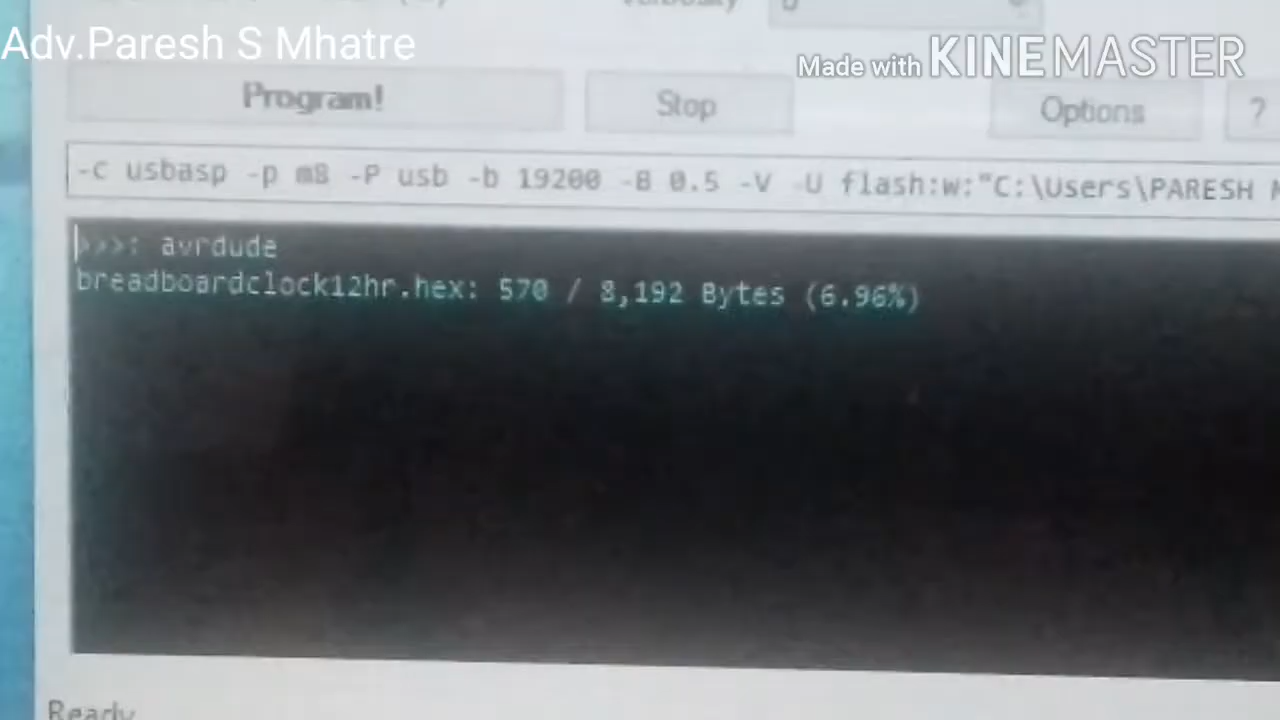 Adv.Paresh S Mhatre
Made with KINEMASTER
Program!
Stop
Options
?
-c usbasp -p m8 -P usb -b 19200 -B 0.5 -V -U flash:w:"C:\Users\PARESH
>>>: avrdude
breadboardclock12hr.hex: 570 / 8,192 Bytes (6.96%)
Ready